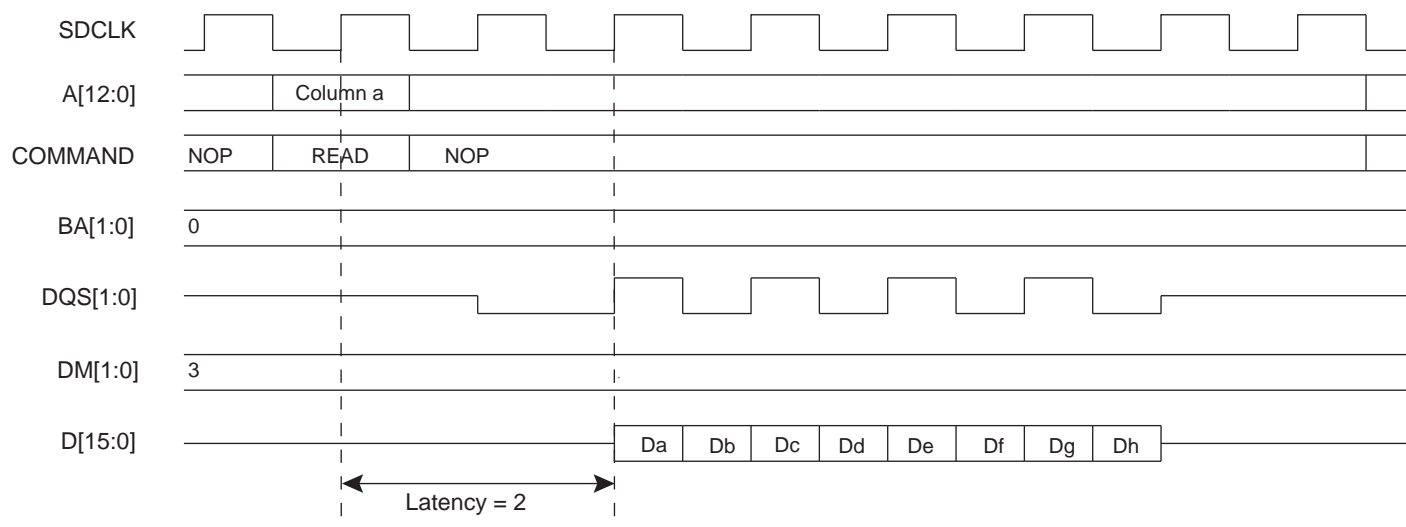 SDCLK
A[12:0] Column a
COMMAND NOP READ NOP
BA[1:0] 0
DQS[1:0]
DM[1:0] 3
D[15:0] Da Db Dc Dd De Df Dg Dh
Latency = 2